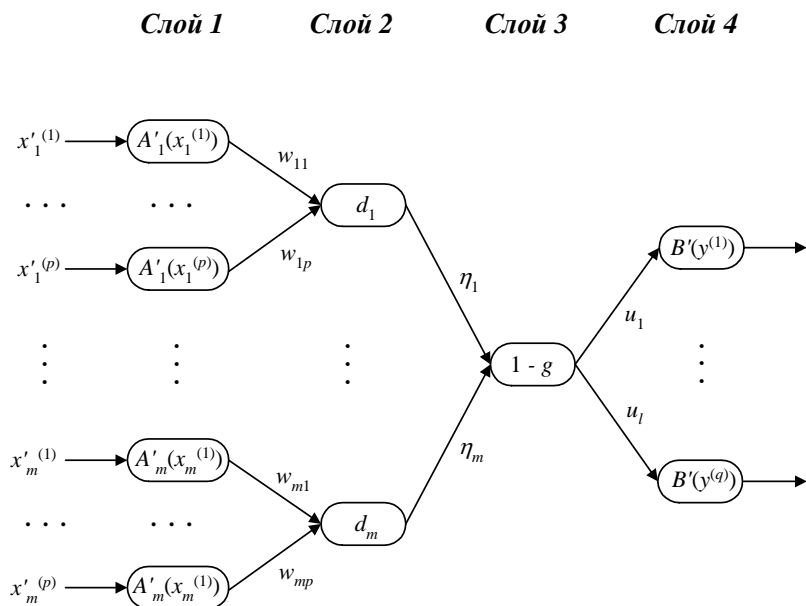 Слой 1 Слой 2 Слой 3 Слой 4
x′₁⁽¹⁾ A′₁(x₁⁽¹⁾) w₁₁
. . . . . . d₁
x′₁⁽ᵖ⁾ A′₁(x₁⁽ᵖ⁾) w₁ₚ B′(y⁽¹⁾)
η₁
u₁
1 - g
uₗ
x′ₘ⁽¹⁾ A′ₘ(xₘ⁽¹⁾) wₘ₁ ηₘ B′(y⁽q⁾)
. . . . . . dₘ
x′ₘ⁽ᵖ⁾ A′ₘ(xₘ⁽¹⁾) wₘₚ